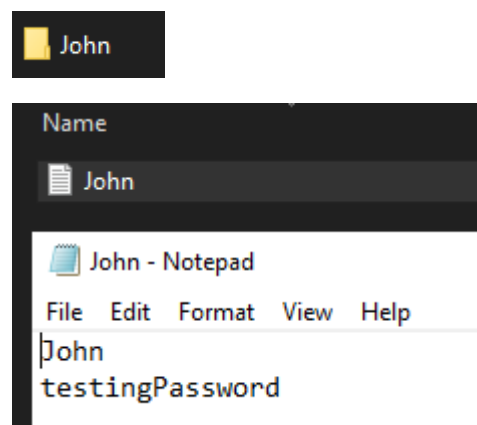 John
Name
John
John - Notepad
File Edit Format View Help
John
testingPassword